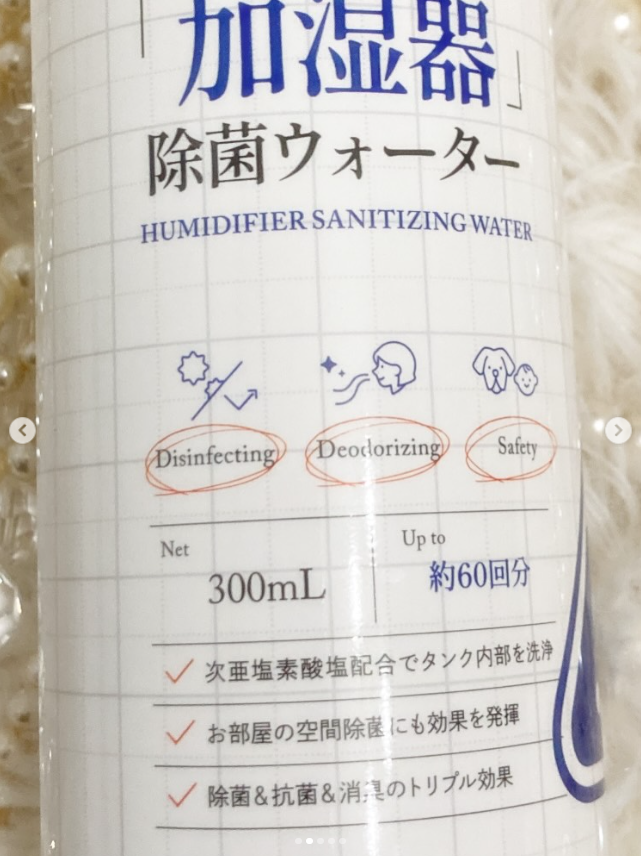 「加湿器」
除菌ウォーター
HUMIDIFIER SANITIZING WATER
Disinfecting Deodorizing Safety
Net Up to
300mL 約60回分
次亜塩素酸塩配合でタンク内部を洗浄
お部屋の空間除菌にも効果を発揮
除菌&抗菌&消臭のトリプル効果